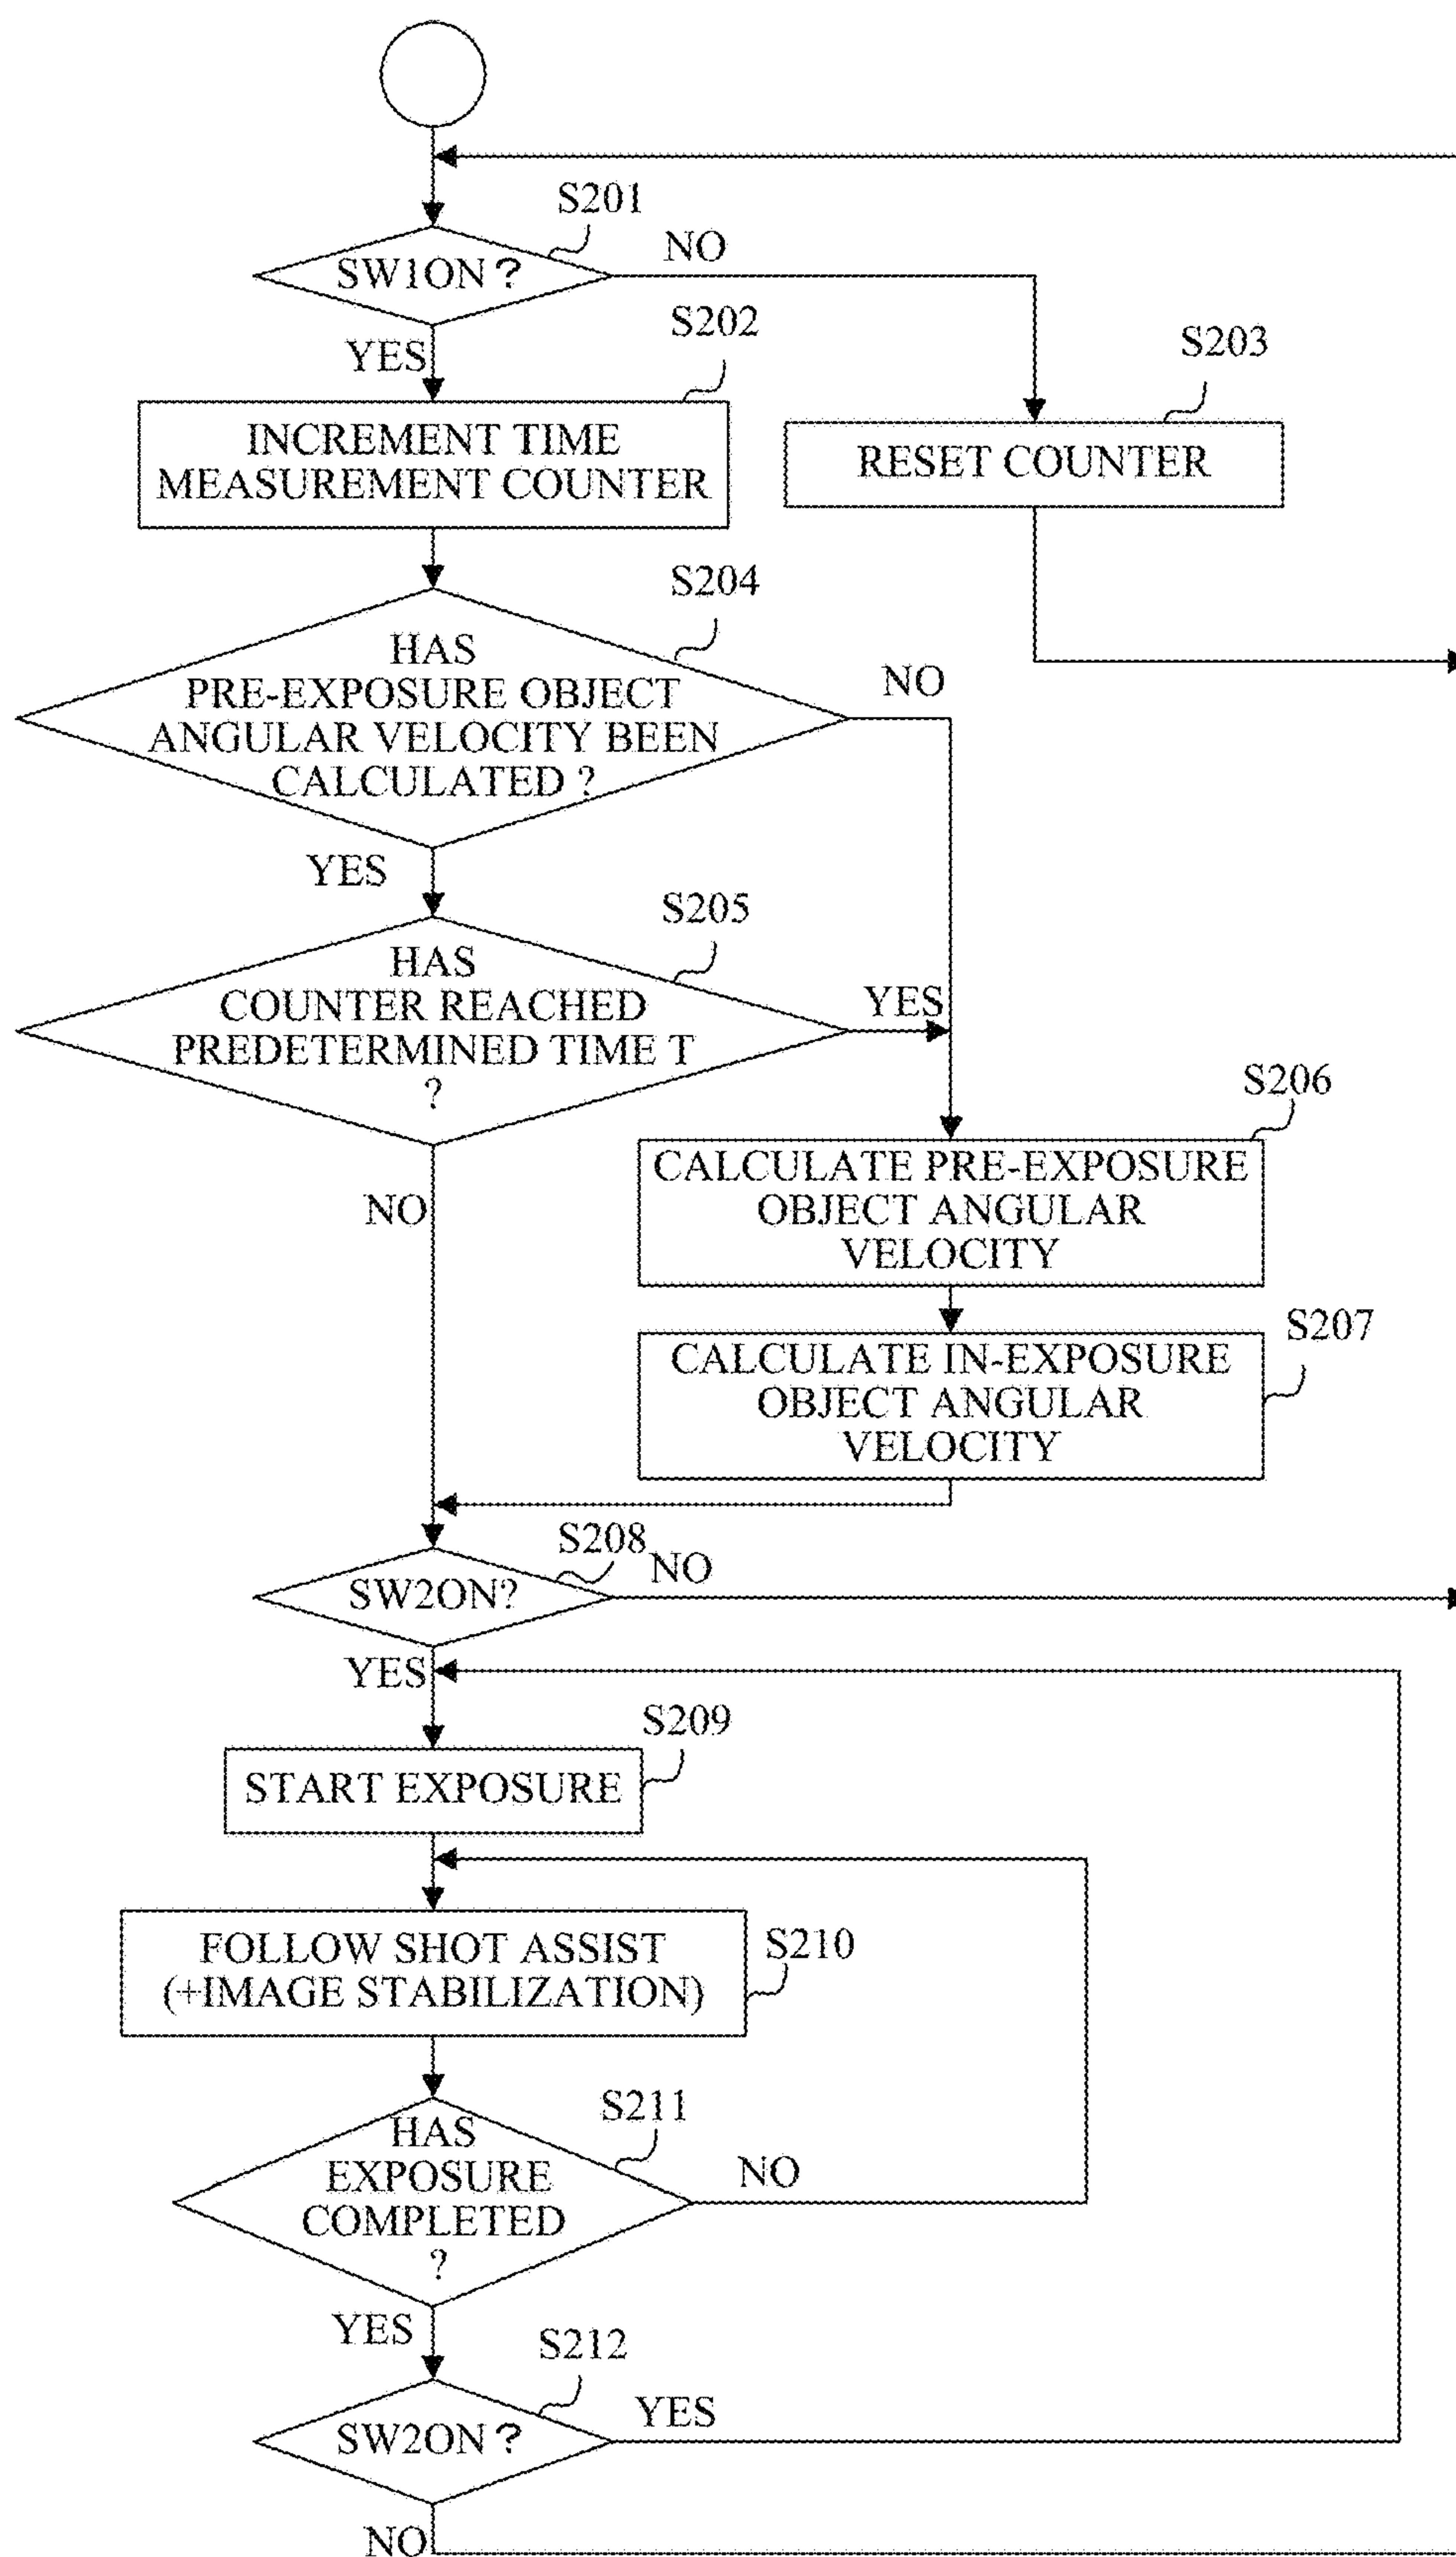 S201
SW1ON?
NO
YES
S202
INCREMENT TIME
MEASUREMENT COUNTER
S203
RESET COUNTER
S204
HAS
PRE-EXPOSURE OBJECT
ANGULAR VELOCITY BEEN
CALCULATED ?
NO
YES
S205
HAS
COUNTER REACHED
PREDETERMINED TIME T
?
YES
NO
S206
CALCULATE PRE-EXPOSURE
OBJECT ANGULAR
VELOCITY
S207
CALCULATE IN-EXPOSURE
OBJECT ANGULAR
VELOCITY
S208
SW2ON?
NO
YES
S209
START EXPOSURE
S210
FOLLOW SHOT ASSIST
(+IMAGE STABILIZATION)
S211
HAS
EXPOSURE
COMPLETED
?
NO
YES
S212
SW2ON?
YES
NO